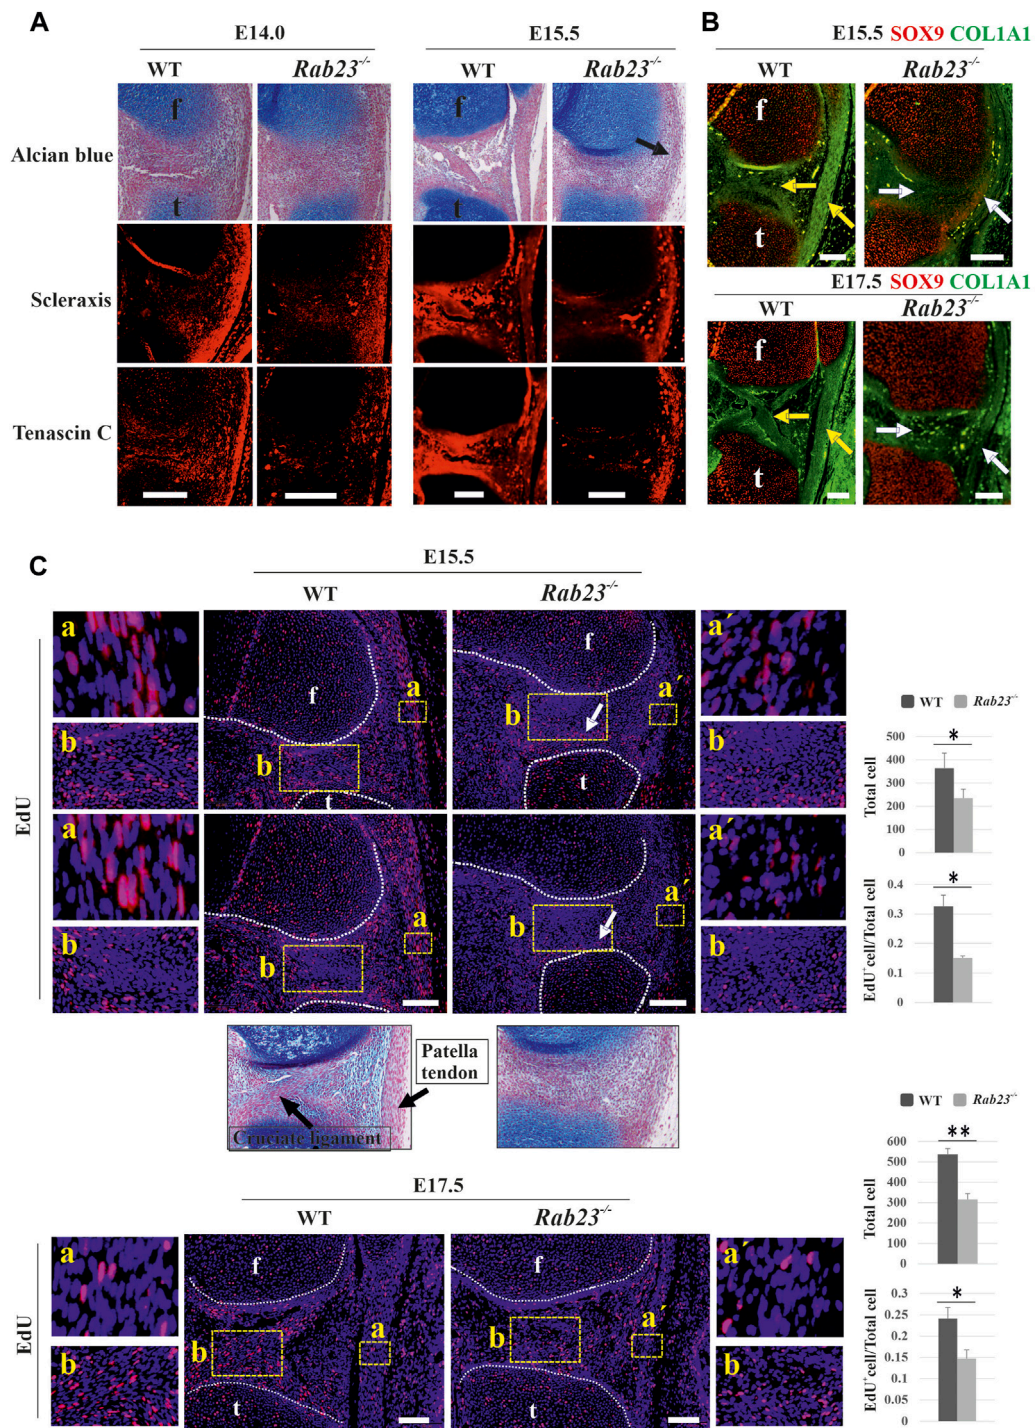 A
E14.0
E15.5
WT
Rab23-/-
WT
Rab23-/-
Alcian blue
f
t
f
t
Scleraxis
Tenascin C
B
E15.5 SOX9 COL1A1
WT
Rab23-/-
f
t
E17.5 SOX9 COL1A1
WT
Rab23-/-
f
t
C
E15.5
WT
Rab23-/-
EdU
a
b
f
a
b
t
f
a´
b
t
a´
b
a
b
a
b
a´
b
a´
b
WT
Rab23-/-
*
Total cell
500
400
300
200
100
0
*
EdU+cell/Total cell
0.4
0.3
0.2
0.1
0
Patella
tendon
Cruciate ligament
E17.5
WT
Rab23-/-
EdU
a
b
f
a
b
t
f
a´
b
t
a´
b
WT
Rab23-/-
**
Total cell
600
500
400
300
200
100
0
*
EdU+cell/Total cell
0.3
0.25
0.2
0.15
0.1
0.05
0